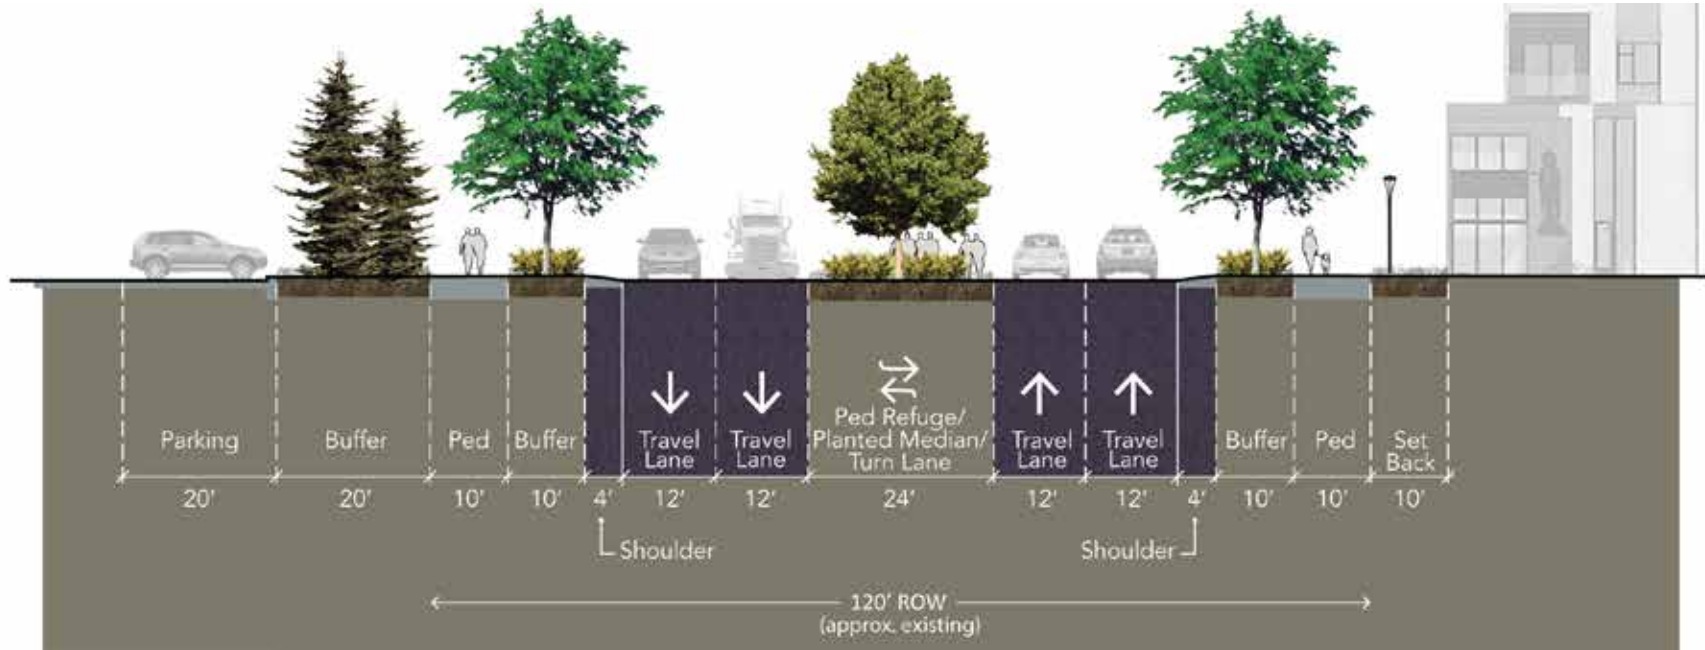 Parking
Buffer
Ped
Buffer
Travel
Lane
Travel
Lane
Ped Refuge/
Planted Median/
Turn Lane
Travel
Lane
Travel
Lane
Buffer
Ped
Set
Back
20'
20'
10'
10'
4'
12'
12'
24'
12'
12'
4'
10'
10'
10'
Shoulder
Shoulder
120' ROW
(approx. existing)